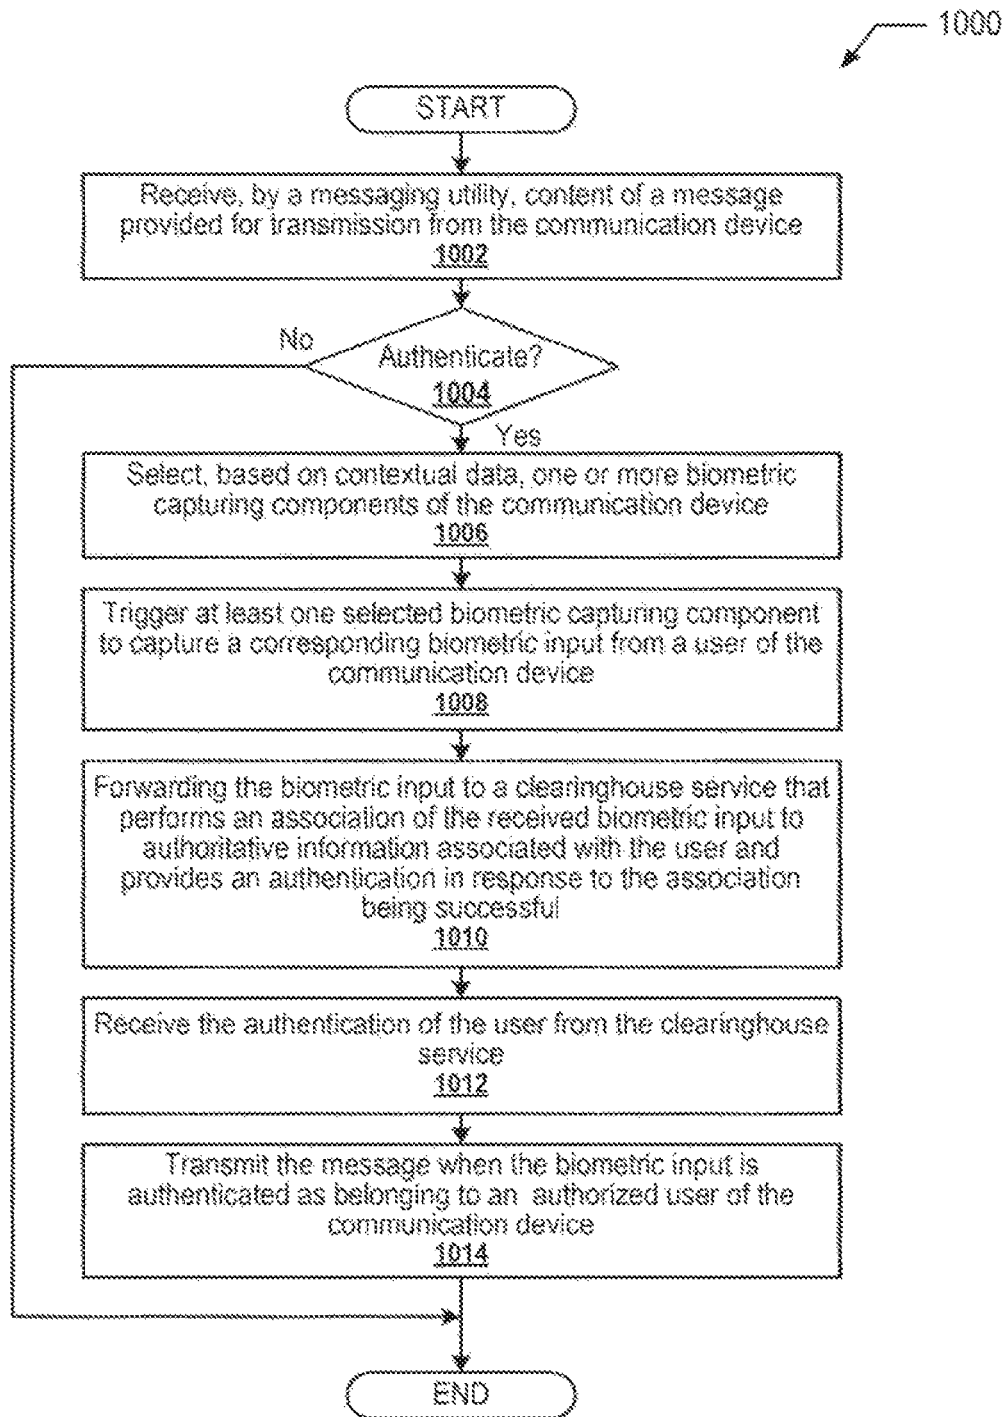 1000
START
Receive, by a messaging utility, content of a message
provided for transmission from the communication device
1002
No
Authenticate?
1004
Yes
Select, based on contextual data, one or more biometric
capturing components of the communication device
1006
Trigger at least one selected biometric capturing component
to capture a corresponding biometric input from a user of the
communication device
1008
Forwarding the biometric input to a clearinghouse service that
performs an association of the received biometric input to
authoritative information associated with the user and
provides an authentication in response to the association
being successful
1010
Receive the authentication of the user from the clearinghouse
service
1012
Transmit the message when the biometric input is
authenticated as belonging to an authorized user of the
communication device
1014
END